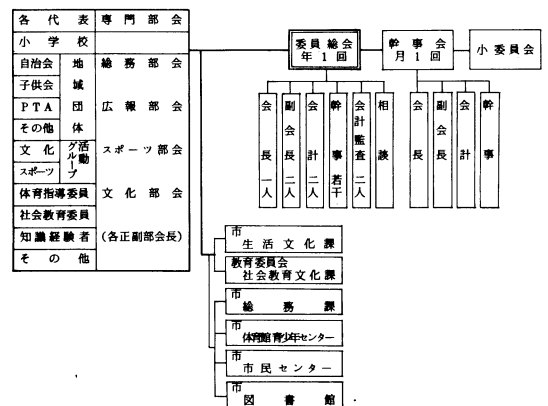 各代表 専門部会
小学校
自治会 地域団体 総務部会
子供会
PTA 広報部会
その他
文化 活動グループ スポーツ部会
スポーツ
体育指導委員 文化部会
社会教育委員
知識経験者 (各正副部会長)
その他
委員総会
年1回
幹事会
月1回
小委員会
会長一人
副会長二人
会計二人
幹事若干
会計監査二人
相談
会長
副会長
会計
幹事
市
生活文化課
教育委員会
社会教育文化課
市
総務課
市
体育館青少年センター
市
市民センター
市
図書館